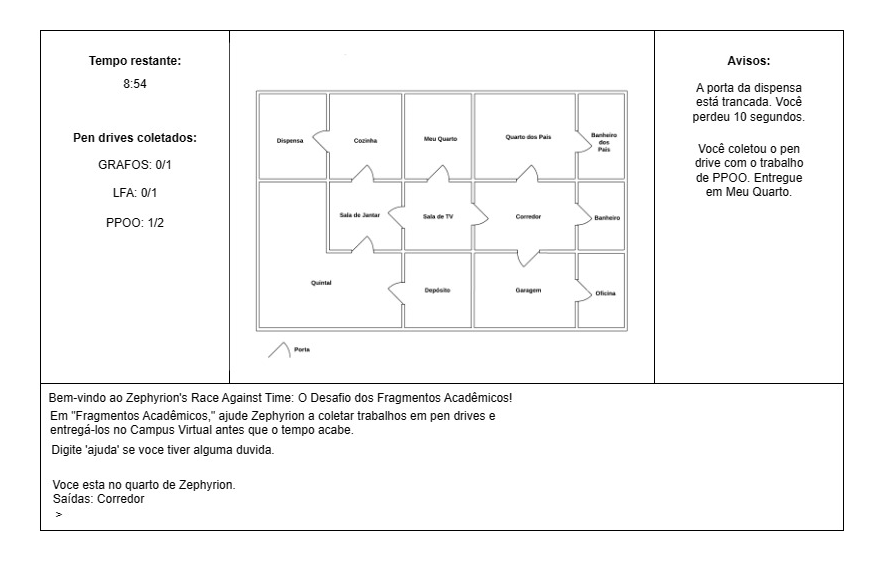 Tempo restante:
8:54
Pen drives coletados:
GRAFOS: 0/1
LFA: 0/1
PPOO: 1/2
Dispensa
Cozinha
Meu Quarto
Quarto dos Pais
Banheiro
dos
Pais
Sala de Jantar
Sala de TV
Corredor
Banheiro
Quintal
Depósito
Garagem
Oficina
Porta
Avisos:
A porta da dispensa
está trancada. Você
perdeu 10 segundos.
Você coletou o pen
drive com o trabalho
de PPOO. Entregue
em Meu Quarto.
Bem-vindo ao Zephyrion's Race Against Time: O Desafio dos Fragmentos Acadêmicos!
Em "Fragmentos Acadêmicos," ajude Zephyrion a coletar trabalhos em pen drives e
entregá-los no Campus Virtual antes que o tempo acabe.
Digite 'ajuda' se voce tiver alguma duvida.
Voce esta no quarto de Zephyrion.
Saídas: Corredor
>